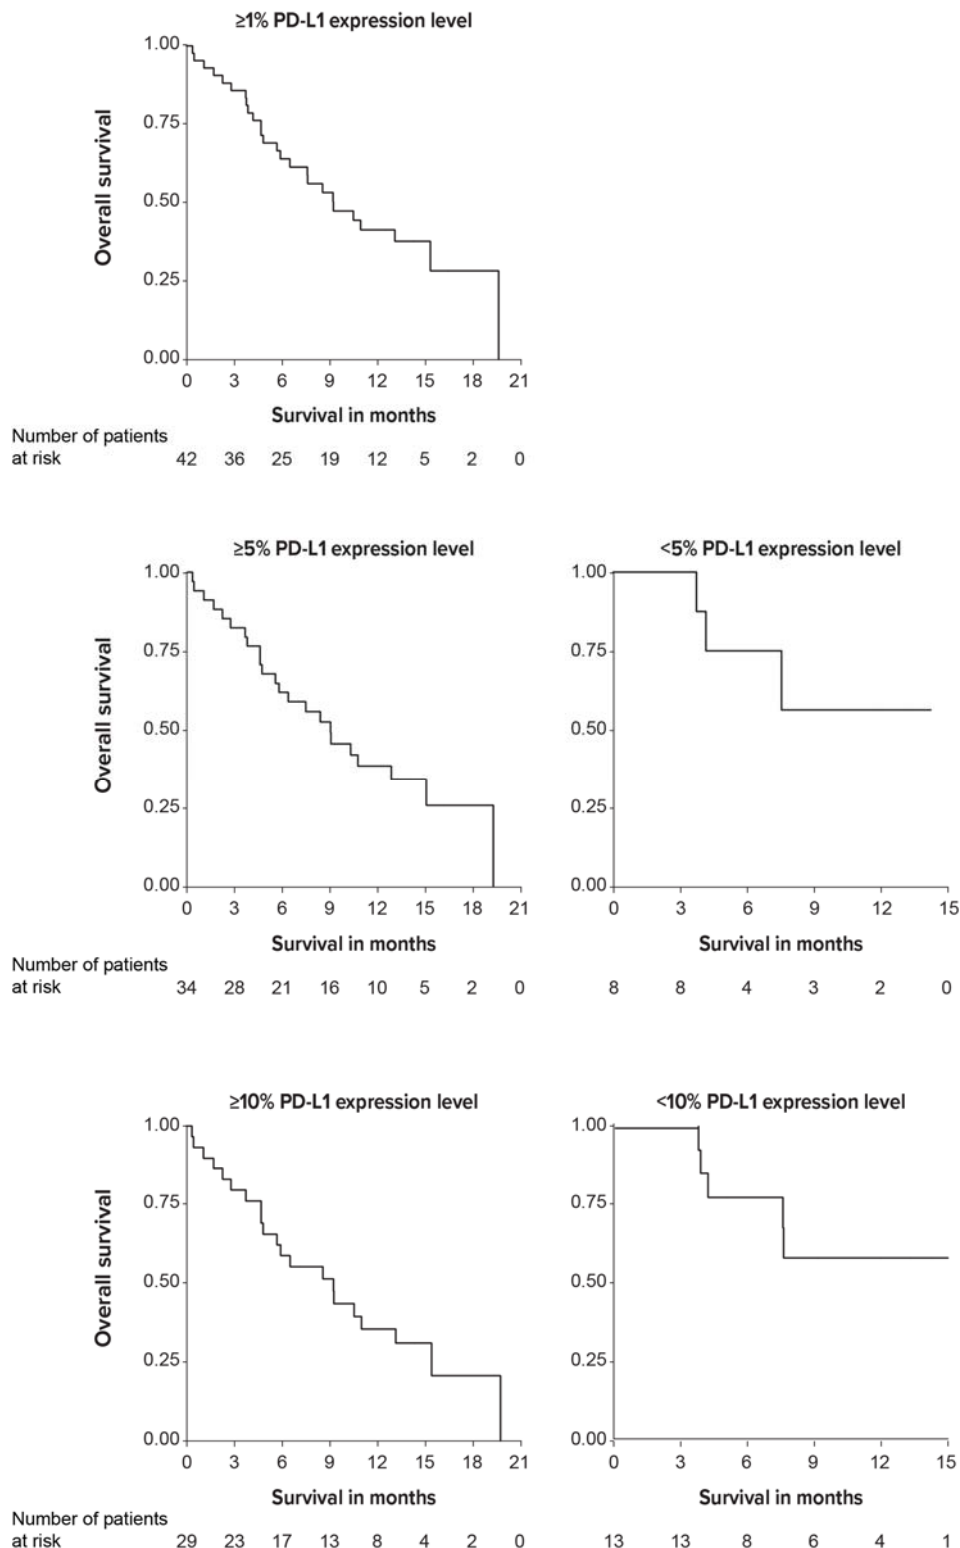 ≥1% PD-L1 expression level
1.00
0.75
0.50
0.25
0.00
Overall survival
0 3 6 9 12 15 18 21
Survival in months
Number of patients
at risk 42 36 25 19 12 5 2 0
≥5% PD-L1 expression level
1.00
0.75
0.50
0.25
0.00
Overall survival
0 3 6 9 12 15 18 21
Survival in months
Number of patients
at risk 34 28 21 16 10 5 2 0
<5% PD-L1 expression level
1.00
0.75
0.50
0.25
0.00
0 3 6 9 12 15
Survival in months
8 8 4 3 2 0
≥10% PD-L1 expression level
1.00
0.75
0.50
0.25
0.00
Overall survival
0 3 6 9 12 15 18 21
Survival in months
Number of patients
at risk 29 23 17 13 8 4 2 0
<10% PD-L1 expression level
1.00
0.75
0.50
0.25
0.00
0 3 6 9 12 15
Survival in months
13 13 8 6 4 1